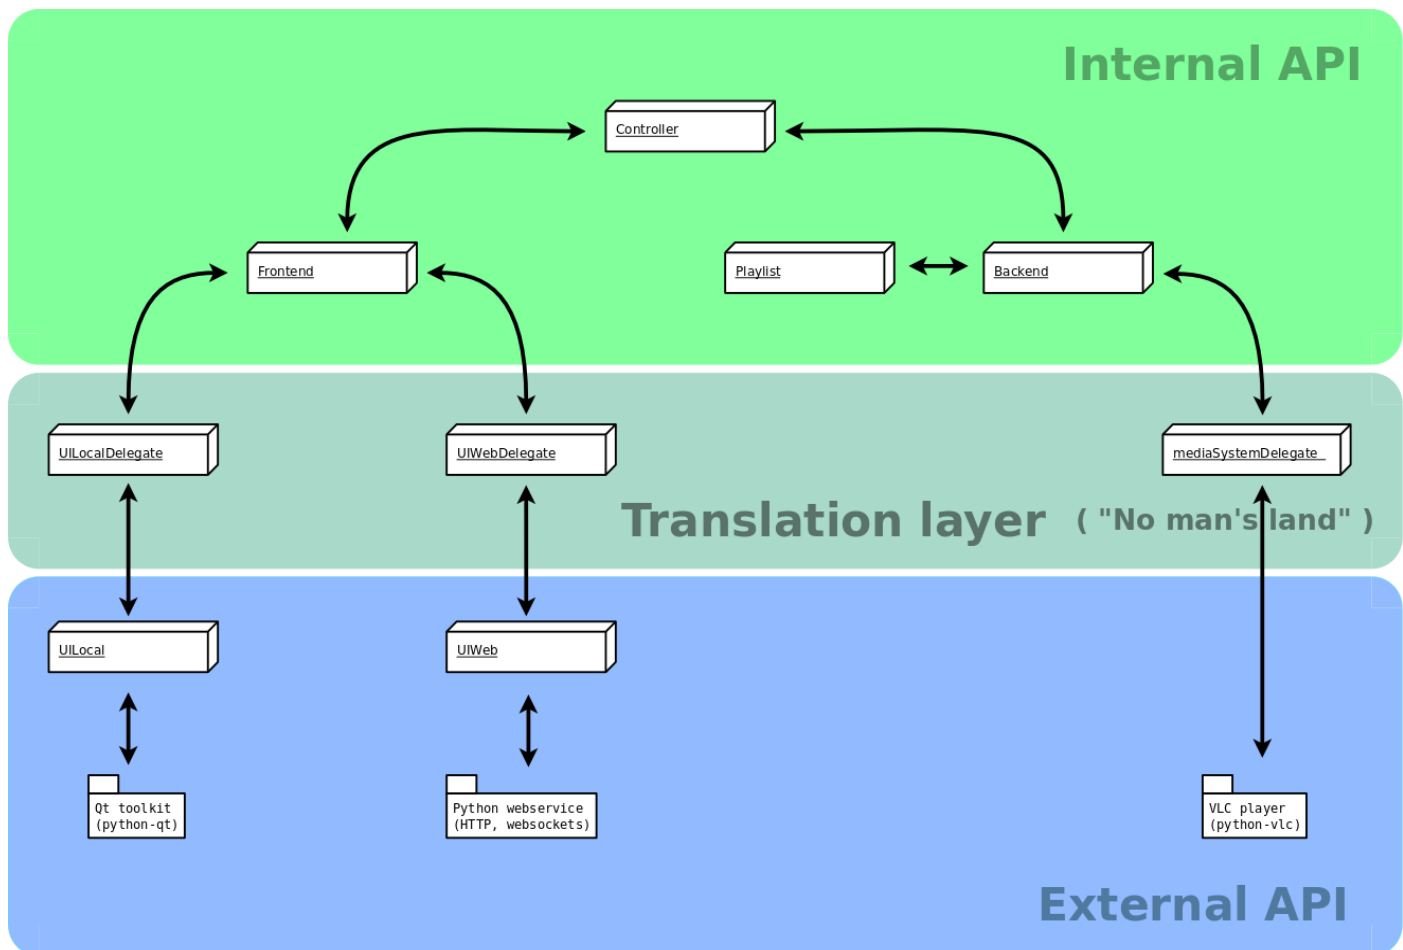 Internal API
Controller
Frontend
Playlist
Backend
UILocalDelegate
UIWebDelegate
mediaSystemDelegate
Translation layer ( "No man's land" )
UILocal
UIWeb
Qt toolkit
(python-qt)
Python webservice
(HTTP, websockets)
VLC player
(python-vlc)
External API